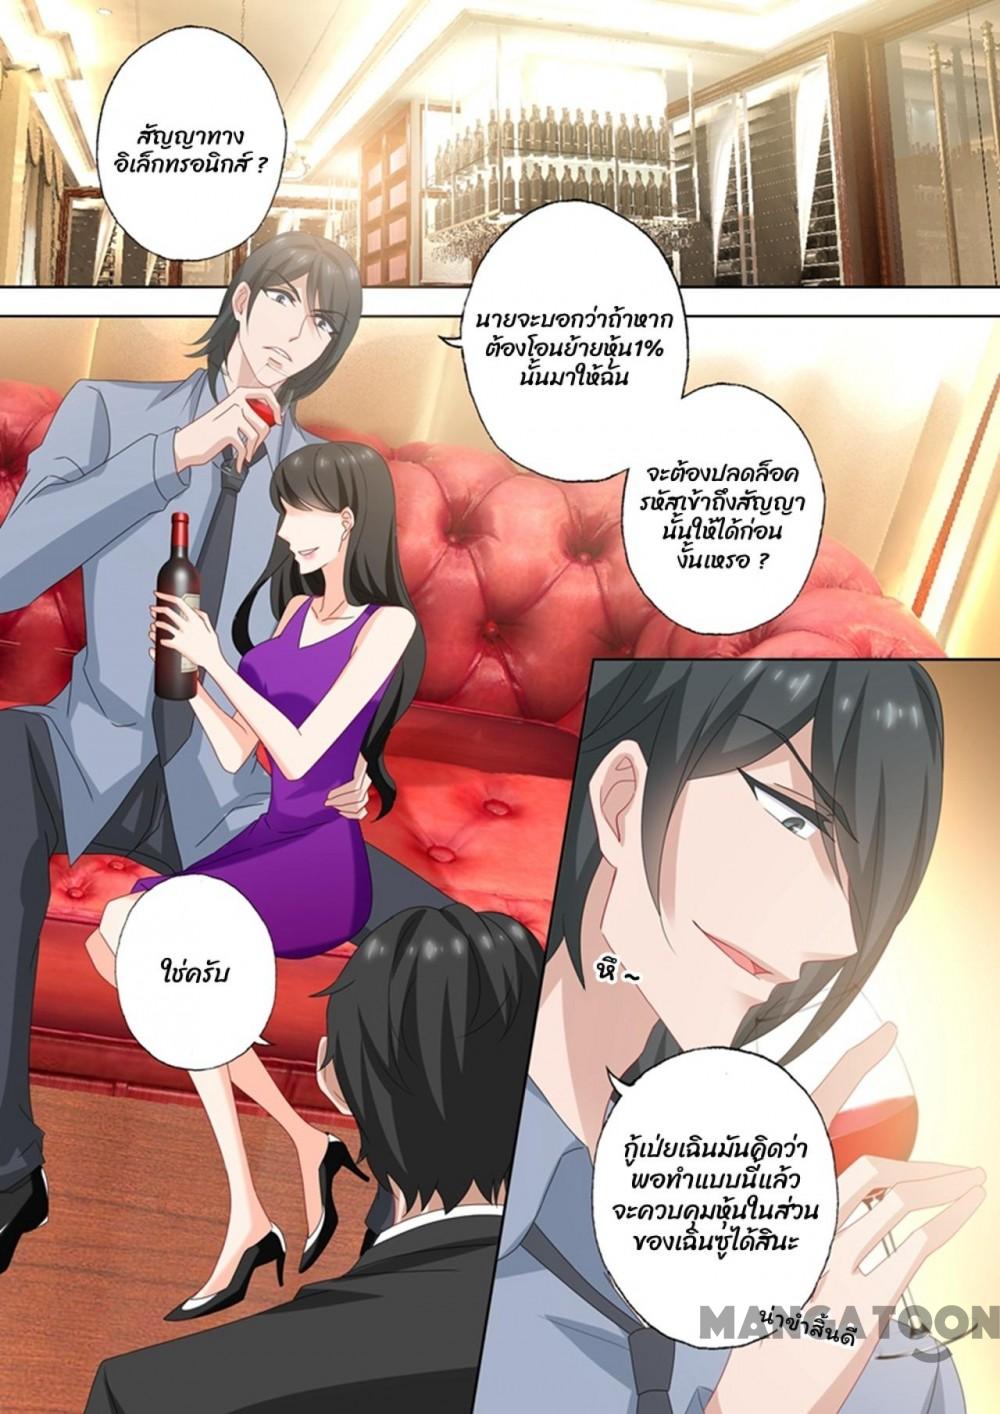 สัญญาทาง
อิเล็กทรอนิกส์ ?
นายจะบอกว่าถ้าหาก
ต้องโอนย้ายหุ้น1%
นั้นมาให้ฉัน
จะต้องปลดล็อค
รหัสเข้าถึงสัญญา
นั้นให้ได้ก่อน
งั้นเหรอ ?
ใช่ครับ
หึ ~
กู้เป่ยเฉินมันคิดว่า
พอทำแบบนี้แล้ว
จะควบคุมหุ้นในส่วน
ของเฉินซูได้สินะ
น่าขำสิ้นดี
MANGATOON